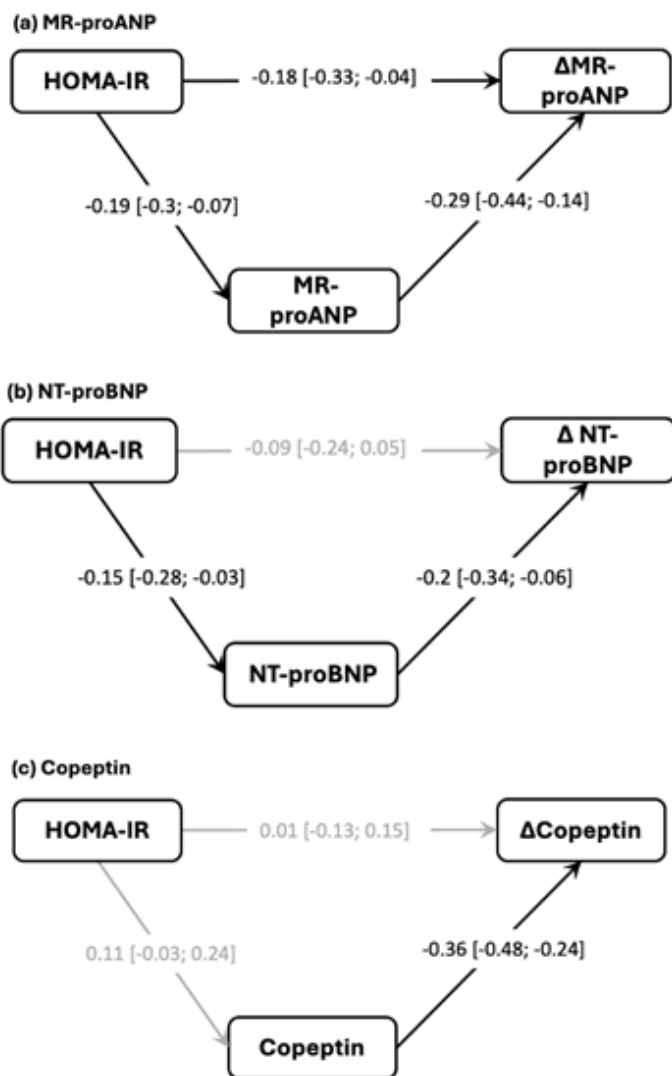 (a) MR-proANP
HOMA-IR
-0.18 [-0.33; -0.04]
ΔMR-
proANP
-0.19 [-0.3; -0.07]
-0.29 [-0.44; -0.14]
MR-
proANP
(b) NT-proBNP
HOMA-IR
-0.09 [-0.24; 0.05]
Δ NT-
proBNP
-0.15 [-0.28; -0.03]
-0.2 [-0.34; -0.06]
NT-proBNP
(c) Copeptin
HOMA-IR
0.01 [-0.13; 0.15]
ΔCopeptin
0.11 [-0.03; 0.24]
-0.36 [-0.48; -0.24]
Copeptin